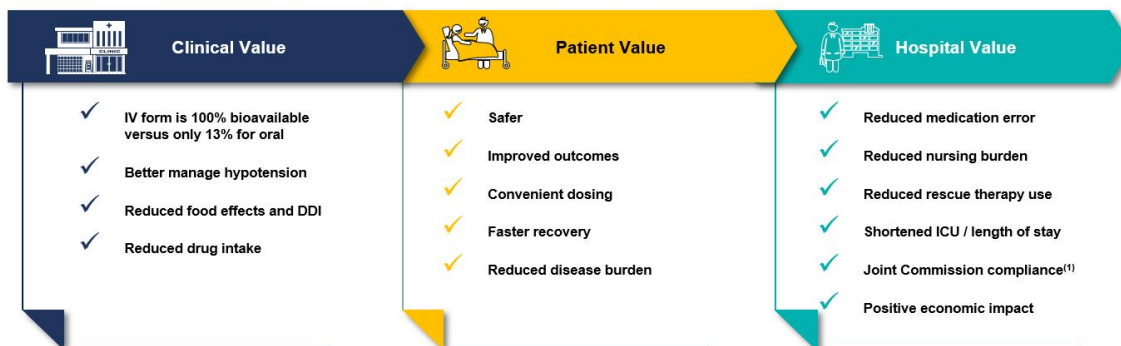 CLINIC
Clinical Value
IV form is 100% bioavailable
versus only 13% for oral
Better manage hypotension
Reduced food effects and DDI
Reduced drug intake
Patient Value
Safer
Improved outcomes
Convenient dosing
Faster recovery
Reduced disease burden
Hospital Value
Reduced medication error
Reduced nursing burden
Reduced rescue therapy use
Shortened ICU / length of stay
Joint Commission compliance(1)
Positive economic impact